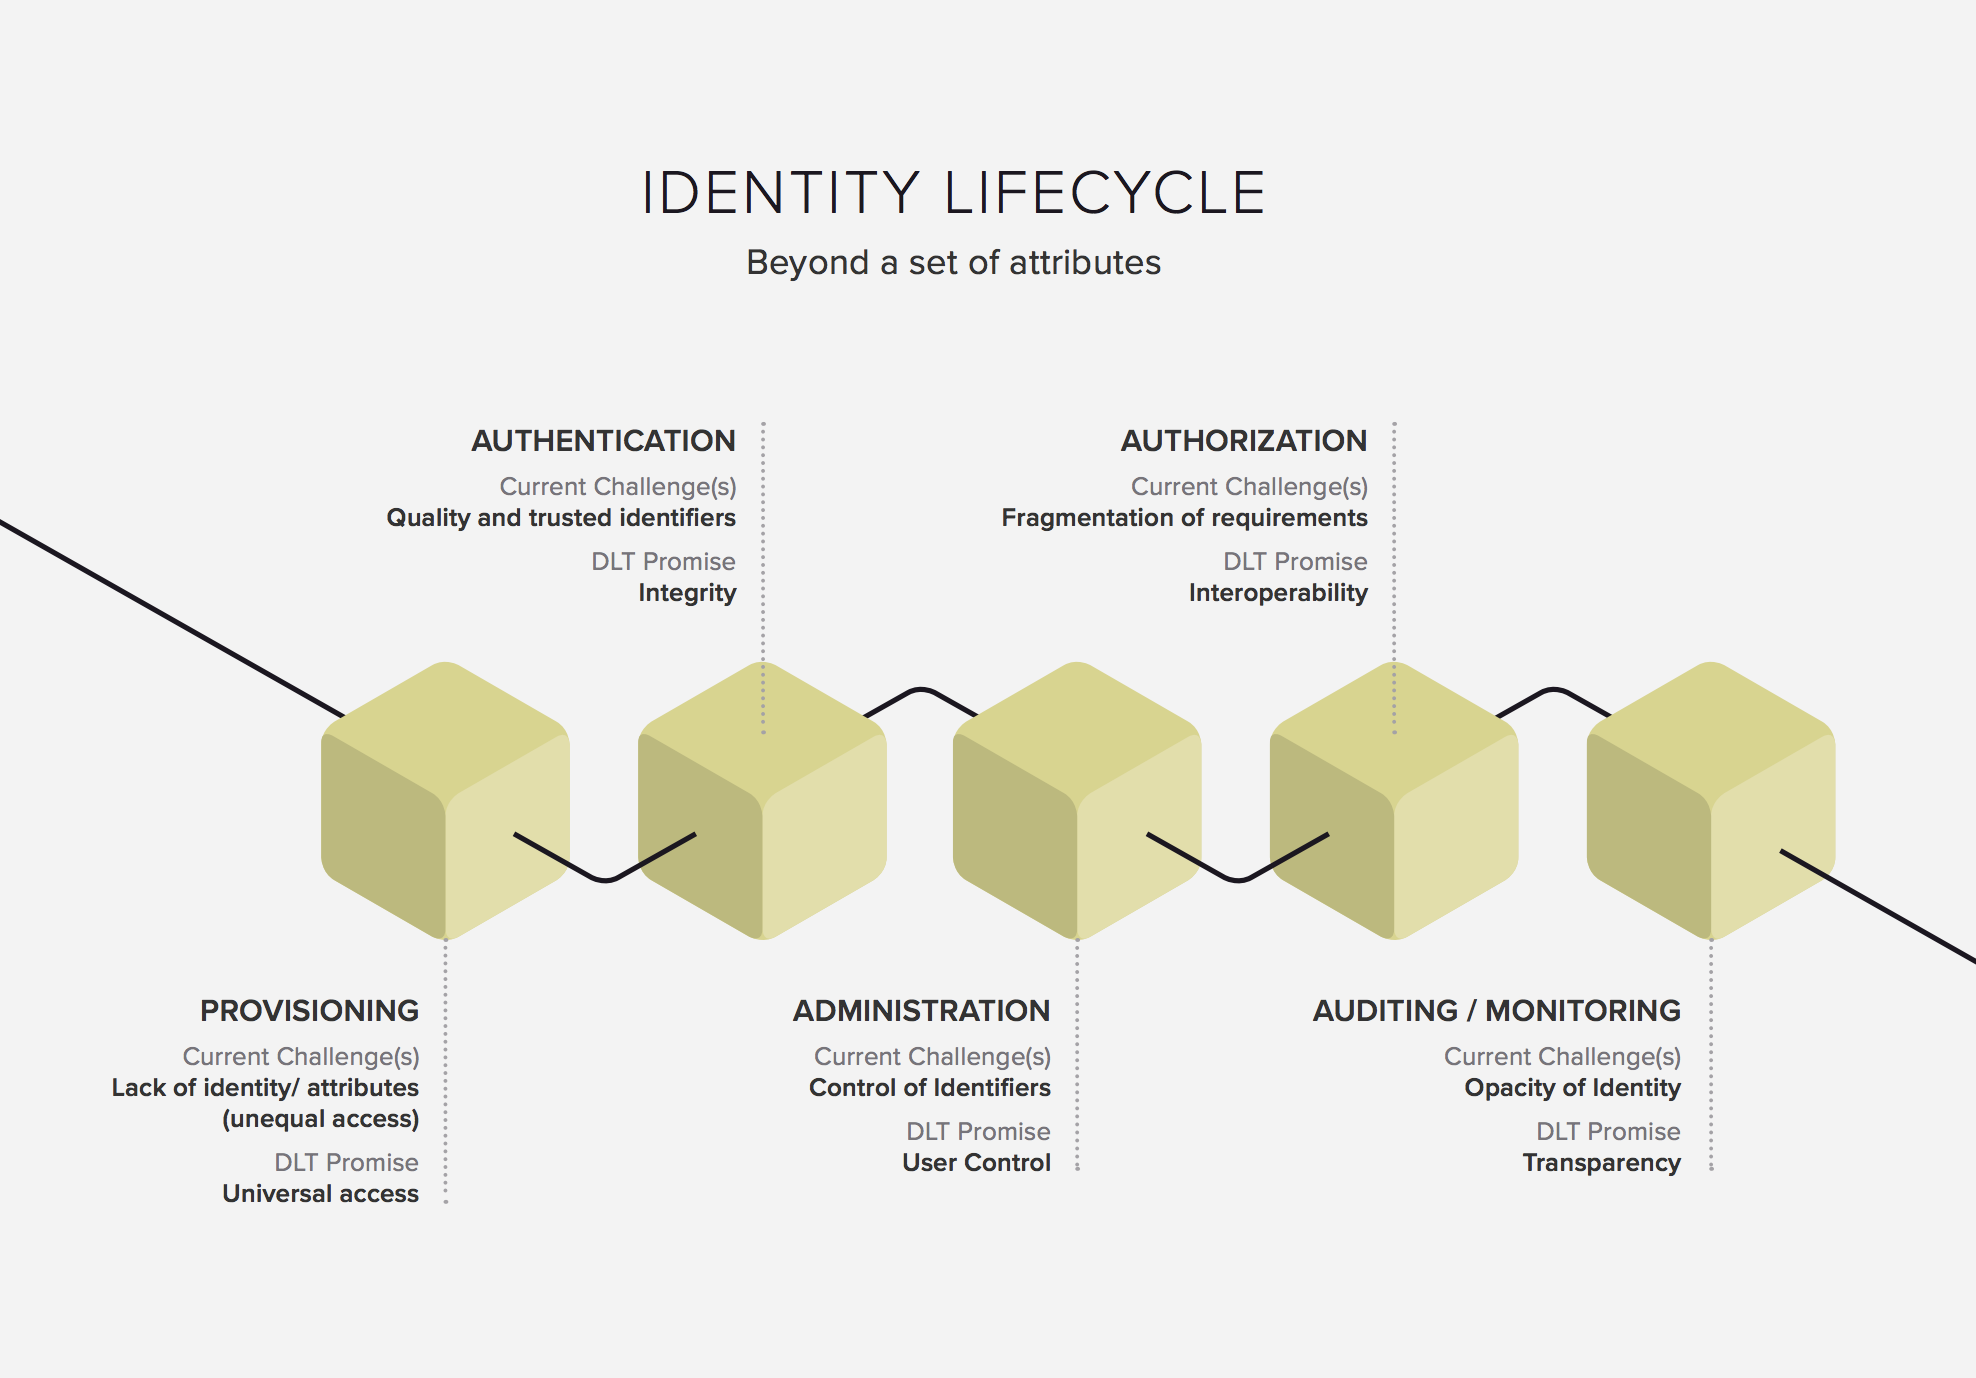 IDENTITY LIFECYCLE
Beyond a set of attributes
AUTHENTICATION
Current Challenge(s)
Quality and trusted identifiers
DLT Promise
Integrity
AUTHORIZATION
Current Challenge(s)
Fragmentation of requirements
DLT Promise
Interoperability
PROVISIONING
Current Challenge(s)
Lack of identity/ attributes
(unequal access)
DLT Promise
Universal access
ADMINISTRATION
Current Challenge(s)
Control of Identifiers
DLT Promise
User Control
AUDITING / MONITORING
Current Challenge(s)
Opacity of Identity
DLT Promise
Transparency